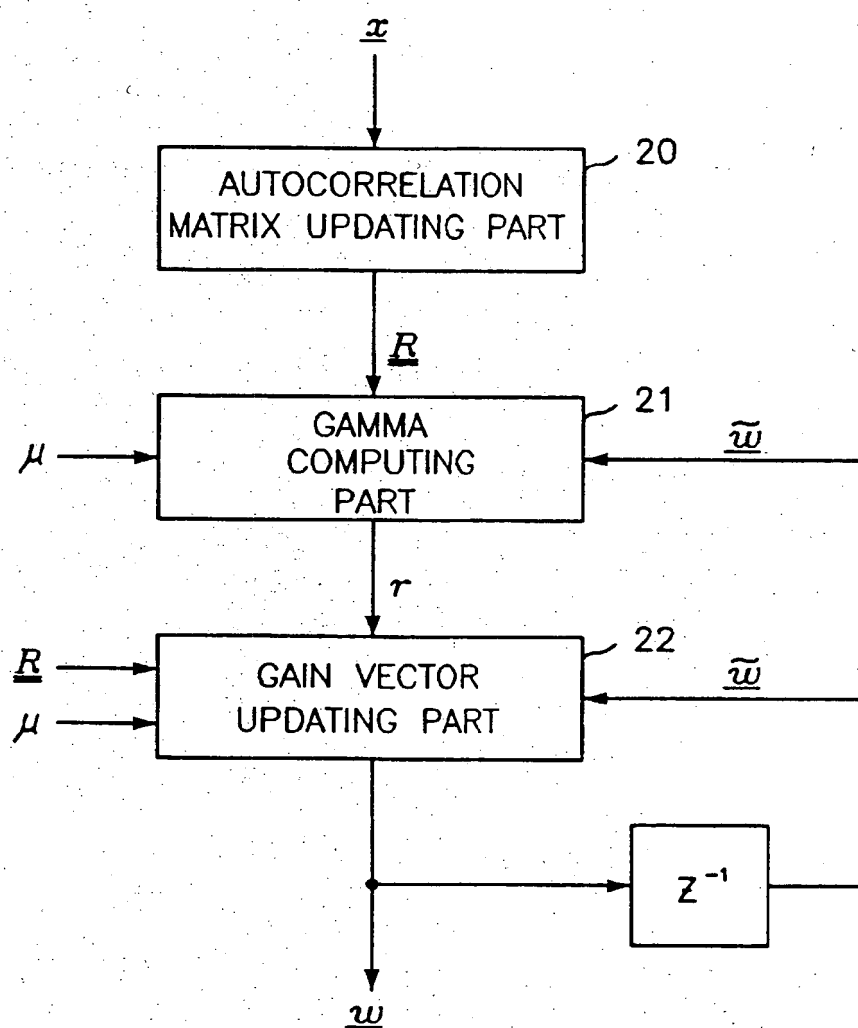 x
20
AUTOCORRELATION
MATRIX UPDATING PART
R
21
GAMMA
COMPUTING
PART
μ
w̃
r
22
R
μ
GAIN VECTOR
UPDATING PART
w̃
Z⁻¹
w